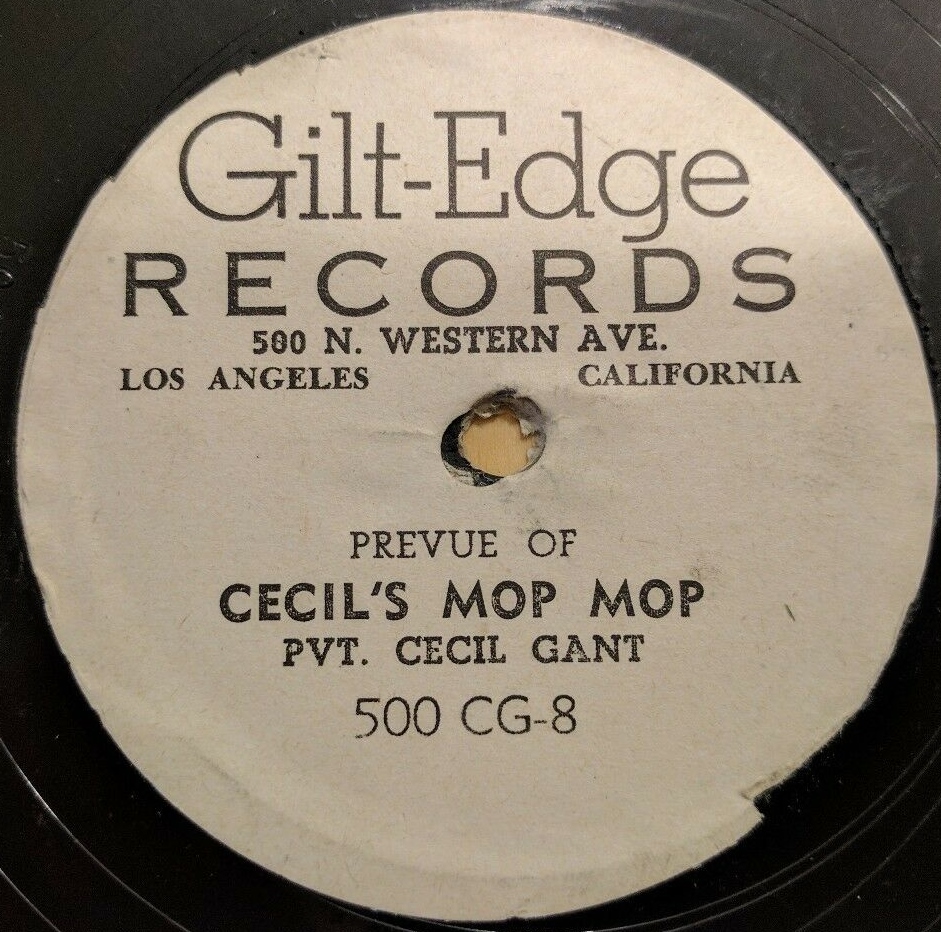 Gilt-Edge
RECORDS
500 N. WESTERN AVE.
LOS ANGELES CALIFORNIA
PREVUE OF
CECIL'S MOP MOP
PVT. CECIL GANT
500 CG-8